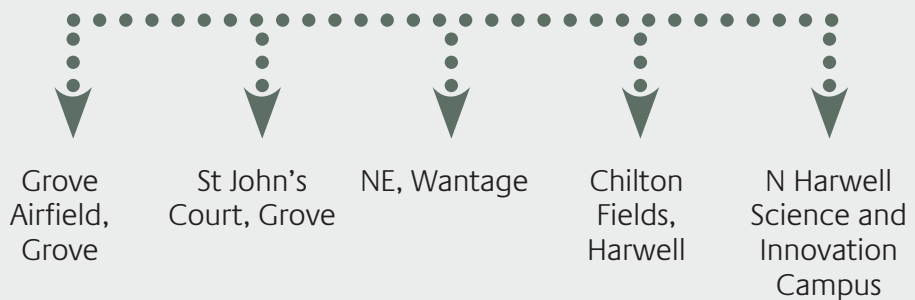 Grove
Airfield,
Grove
St John's
Court, Grove
NE, Wantage
Chilton
Fields,
Harwell
N Harwell
Science and
Innovation
Campus